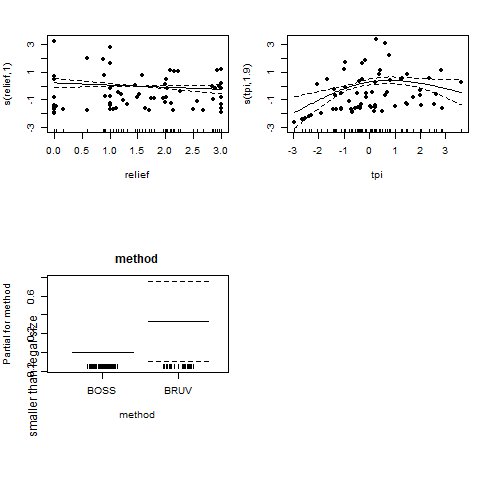 s(relief,1)
3
1
-1
-3
0.0 0.5 1.0 1.5 2.0 2.5 3.0
relief
s(tpi,1.9)
3
1
-1
-3
-3 -2 -1 0 1 2 3
tpi
method
Partial for method
smaller than legal size
0.6
BOSS BRUV
method